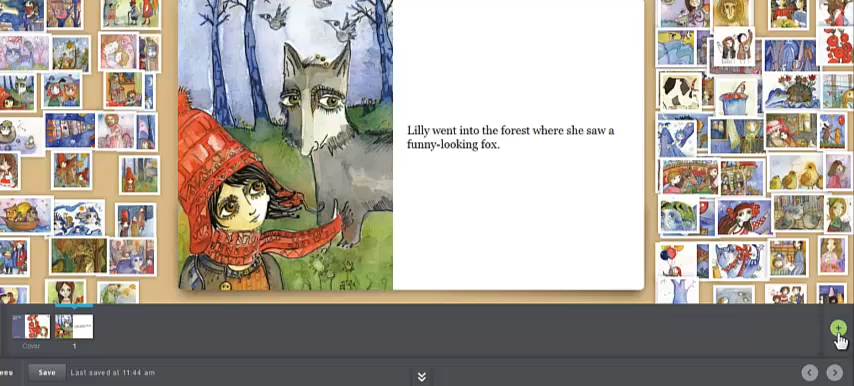 Lilly went into the forest where she saw a
funny-looking fox.
Cover
1
enu
Save
Last saved at 11:44 am